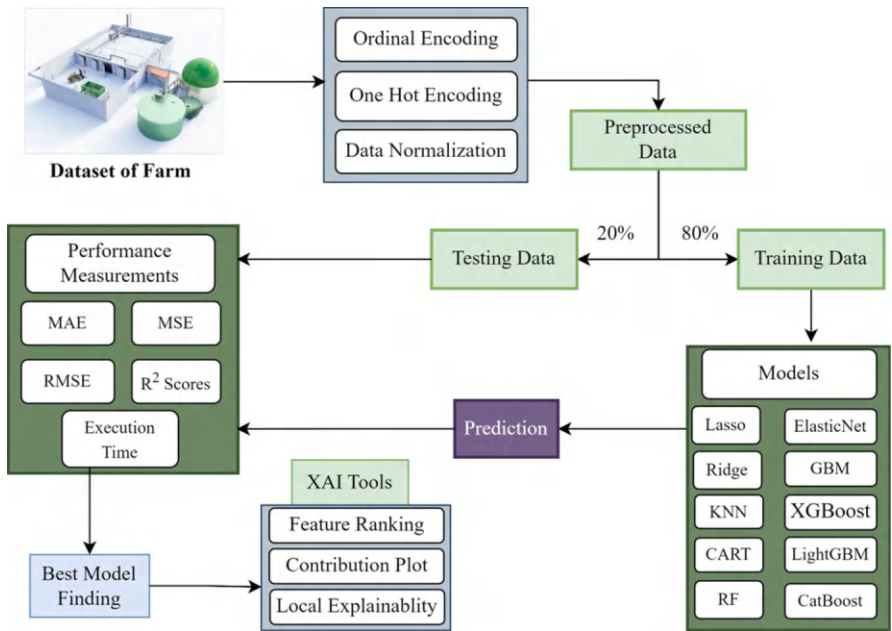 Ordinal Encoding
One Hot Encoding
Data Normalization
Dataset of Farm
Preprocessed
Data
20%
80%
Testing Data
Training Data
Performance
Measurements
MAE
MSE
RMSE
R² Scores
Execution
Time
Models
Lasso
ElasticNet
Ridge
GBM
KNN
XGBoost
CART
LightGBM
RF
CatBoost
Prediction
XAI Tools
Feature Ranking
Contribution Plot
Local Explainablity
Best Model
Finding